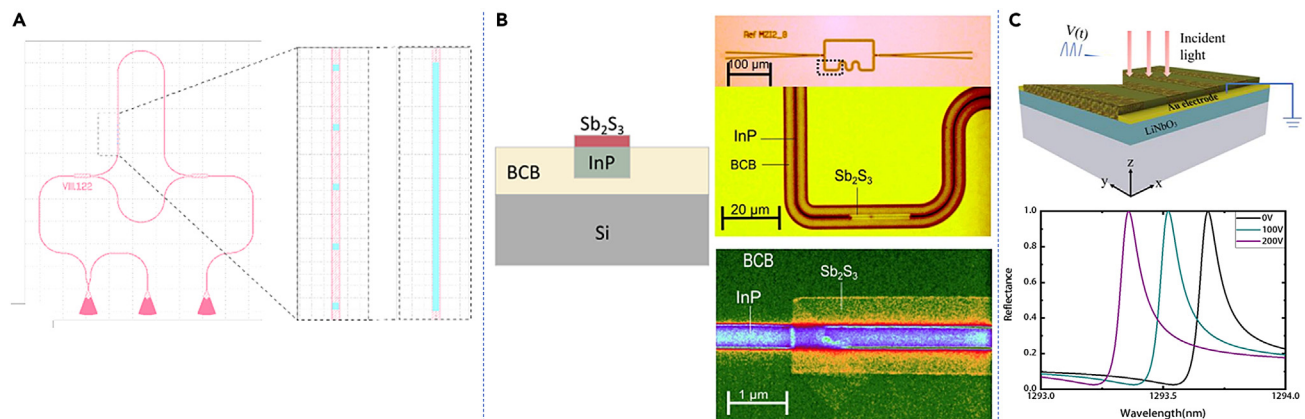 A
VIII.122
B
Sb₂S₃
BCB
InP
Si
Ref MZI2_8
100 µm
InP
BCB
Sb₂S₃
20 µm
BCB
Sb₂S₃
InP
1 µm
C
V(t)
Incident
light
Au electrode
LiNbO₃
z
y
x
1.0
0.8
0.6
0.4
0.2
0.0
Reflectance
0V
100V
200V
1293.0
1293.5
1294.0
Wavelength(nm)